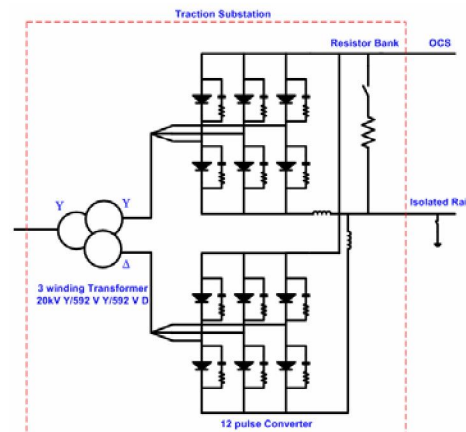 Traction Substation
Resistor Bank
OCS
Isolated Rai
Y
Y
Δ
3 winding Transformer
20kV Y/592 V Y/592 V D
12 pulse Converter